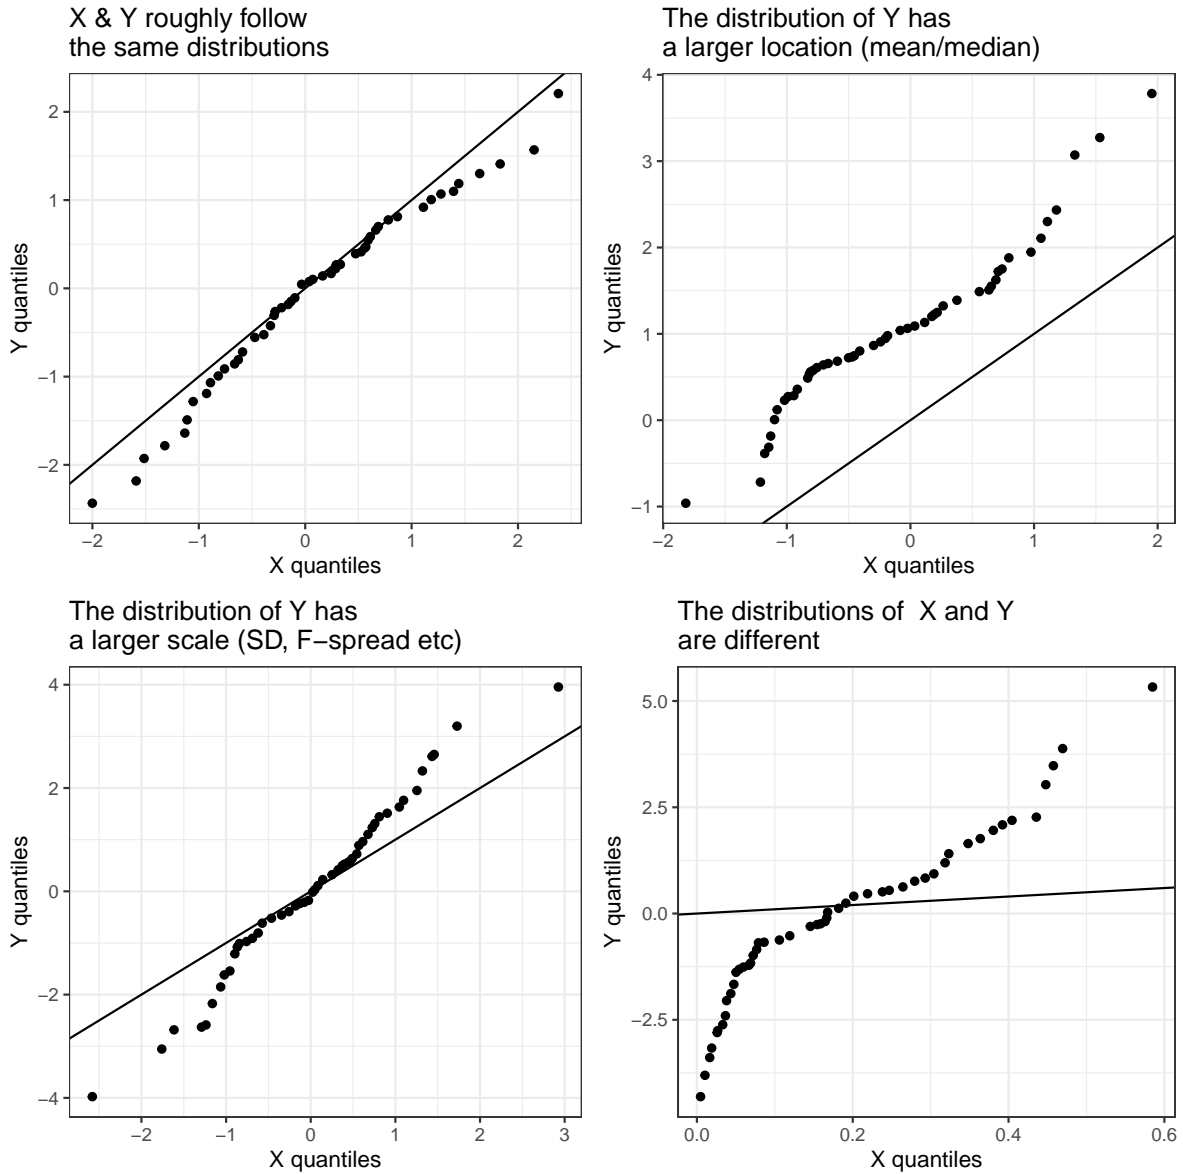 X & Y roughly follow
the same distributions
2
1
0
−1
−2
Y quantiles
−2 −1 0 1 2
X quantiles
The distribution of Y has
a larger location (mean/median)
4
3
2
1
0
−1
Y quantiles
−2 −1 0 1 2
X quantiles
The distribution of Y has
a larger scale (SD, F−spread etc)
4
2
0
−2
−4
Y quantiles
−2 −1 0 1 2 3
X quantiles
The distributions of  X and Y
are different
5.0
2.5
0.0
−2.5
Y quantiles
0.0 0.2 0.4 0.6
X quantiles